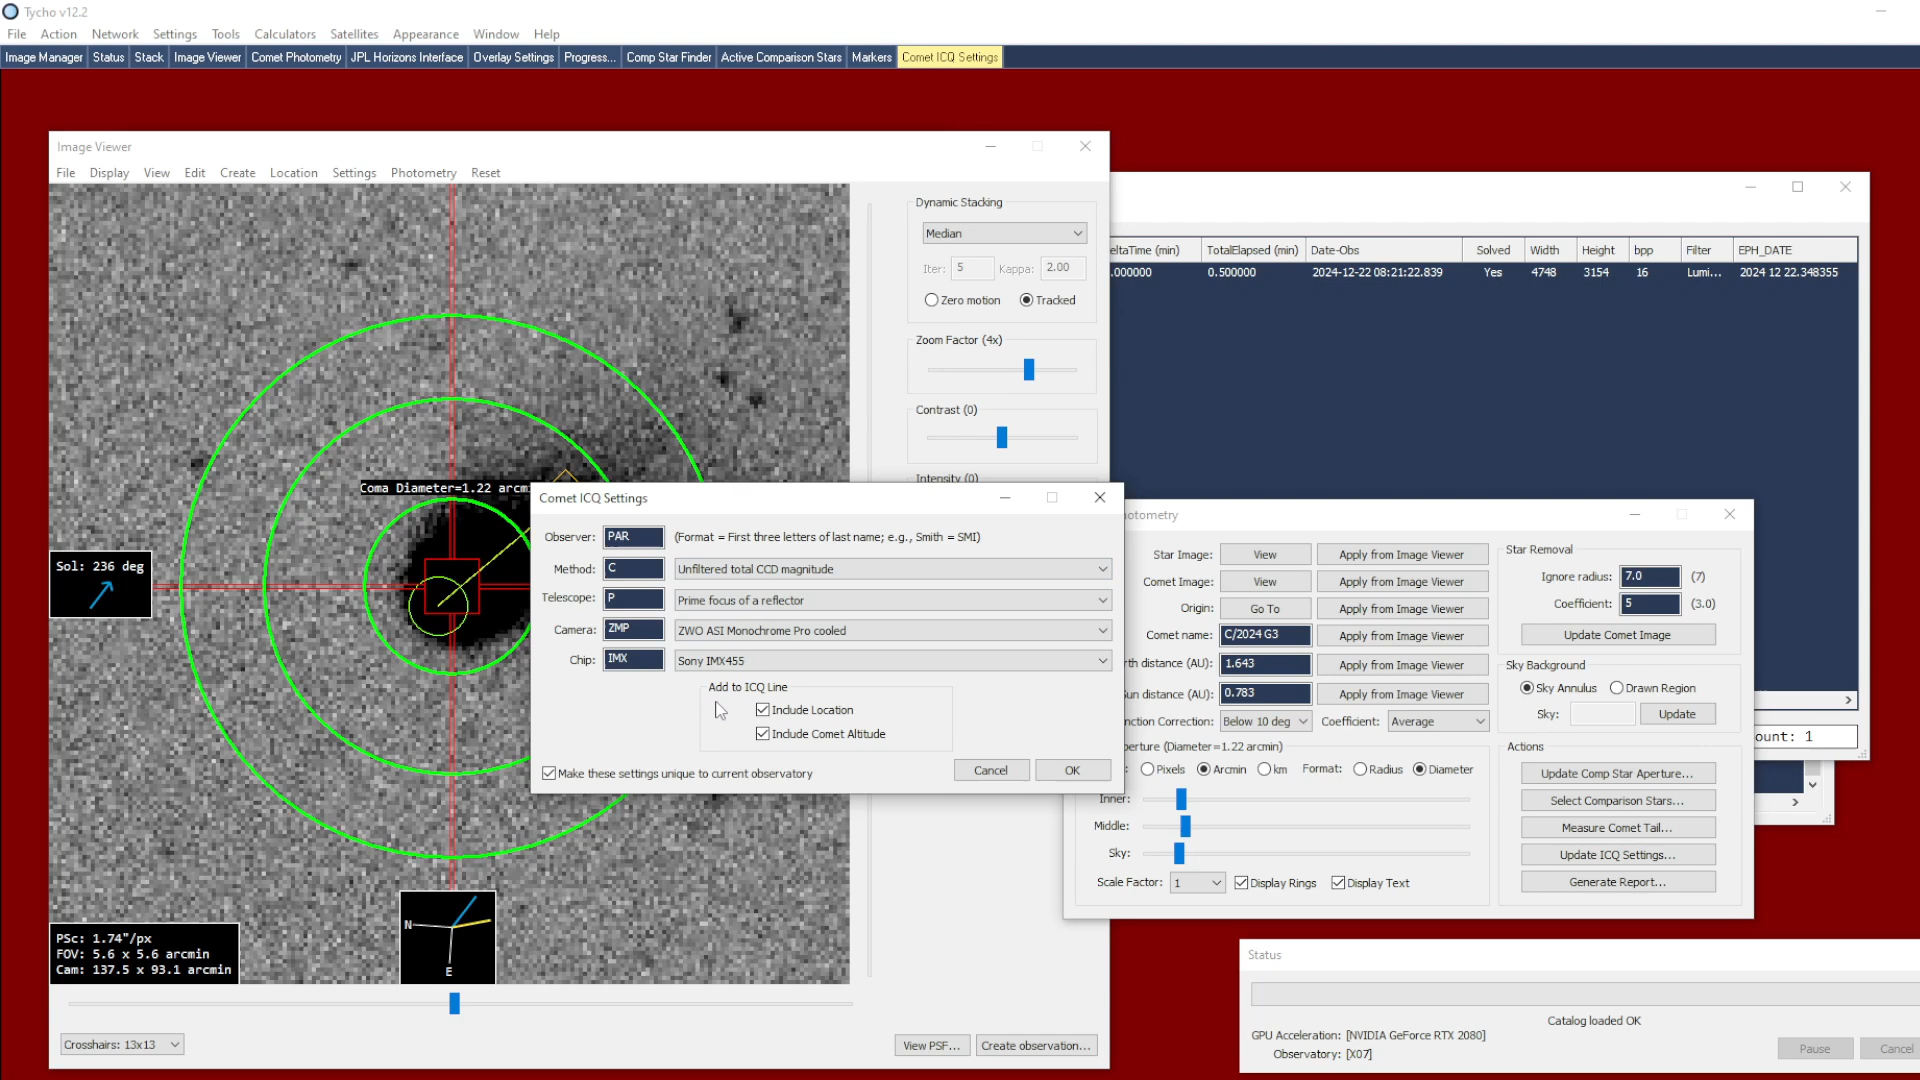 Tycho v12.2
File Action Network Settings Tools Calculators Satellites Appearance Window Help
Image Manager Status Stack Image Viewer Comet Photometry JPL Horizons Interface Overlay Settings Progress... Comp Star Finder Active Comparison Stars Markers Comet ICQ Settings
Image Viewer
File Display View Edit Create Location Settings Photometry Reset
Dynamic Stacking
Median
Iter: 5 Kappa: 2.00
Zero motion Tracked
Zoom Factor (4x)
Contrast (0)
Intensity (0)
Coma Diameter=1.22 arcmi
Sol: 236 deg
PSc: 1.74"/px
FOV: 5.6 x 5.6 arcmin
Cam: 137.5 x 93.1 arcmin
N
E
Crosshairs: 13x13
View PSF... Create observation...
eltaTime (min) TotalElapsed (min) Date-Obs Solved Width Height bpp Filter EPH_DATE
.000000 0.500000 2024-12-22 08:21:22.839 Yes 4748 3154 16 Lumi... 2024 12 22.348355
ount: 1
Comet ICQ Settings
Observer: PAR (Format = First three letters of last name; e.g., Smith = SMI)
Method: C Unfiltered total CCD magnitude
Telescope: P Prime focus of a reflector
Camera: ZMP ZWO ASI Monochrome Pro cooled
Chip: IMX Sony IMX455
Add to ICQ Line
Include Location
Include Comet Altitude
Make these settings unique to current observatory
Cancel OK
otometry
Star Image: View Apply from Image Viewer
Comet Image: View Apply from Image Viewer
Origin: Go To Apply from Image Viewer
Comet name: C/2024 G3 Apply from Image Viewer
rth distance (AU): 1.643 Apply from Image Viewer
un distance (AU): 0.783 Apply from Image Viewer
nction Correction: Below 10 deg Coefficient: Average
erture (Diameter=1.22 arcmin)
: Pixels Arcmin km Format: Radius Diameter
Inner:
Middle:
Sky:
Scale Factor: 1 Display Rings Display Text
Star Removal
Ignore radius: 7.0 (7)
Coefficient: 5 (3.0)
Update Comet Image
Sky Background
Sky Annulus Drawn Region
Sky: Update
Actions
Update Comp Star Aperture...
Select Comparison Stars...
Measure Comet Tail...
Update ICQ Settings...
Generate Report...
Status
Catalog loaded OK
GPU Acceleration: [NVIDIA GeForce RTX 2080]
Observatory: [X07]
Pause Cancel